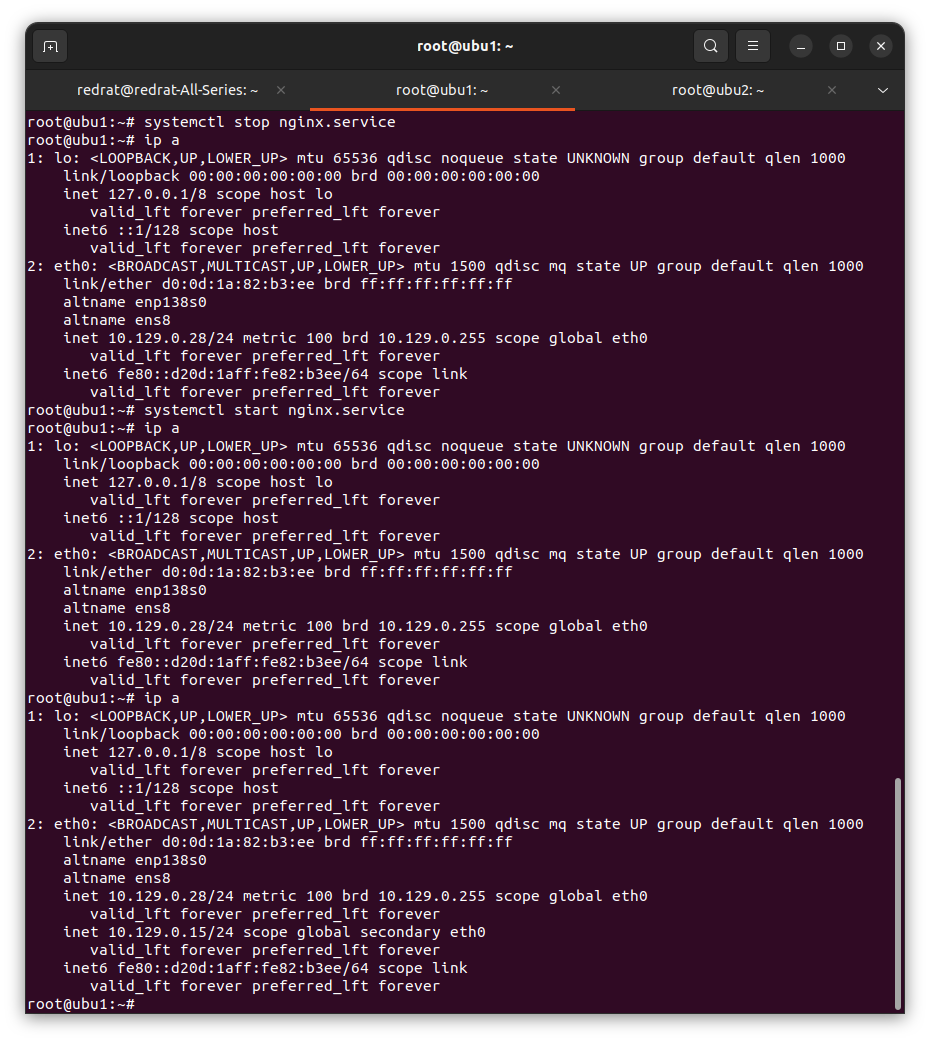 root@ubu1: ~
redrat@redrat-All-Series: ~
root@ubu1: ~
root@ubu2: ~
root@ubu1:~# systemctl stop nginx.service
root@ubu1:~# ip a
1: lo: <LOOPBACK,UP,LOWER_UP> mtu 65536 qdisc noqueue state UNKNOWN group default qlen 1000
    link/loopback 00:00:00:00:00:00 brd 00:00:00:00:00:00
    inet 127.0.0.1/8 scope host lo
       valid_lft forever preferred_lft forever
    inet6 ::1/128 scope host
       valid_lft forever preferred_lft forever
2: eth0: <BROADCAST,MULTICAST,UP,LOWER_UP> mtu 1500 qdisc mq state UP group default qlen 1000
    link/ether d0:0d:1a:82:b3:ee brd ff:ff:ff:ff:ff:ff
    altname enp138s0
    altname ens8
    inet 10.129.0.28/24 metric 100 brd 10.129.0.255 scope global eth0
       valid_lft forever preferred_lft forever
    inet6 fe80::d20d:1aff:fe82:b3ee/64 scope link
       valid_lft forever preferred_lft forever
root@ubu1:~# systemctl start nginx.service
root@ubu1:~# ip a
1: lo: <LOOPBACK,UP,LOWER_UP> mtu 65536 qdisc noqueue state UNKNOWN group default qlen 1000
    link/loopback 00:00:00:00:00:00 brd 00:00:00:00:00:00
    inet 127.0.0.1/8 scope host lo
       valid_lft forever preferred_lft forever
    inet6 ::1/128 scope host
       valid_lft forever preferred_lft forever
2: eth0: <BROADCAST,MULTICAST,UP,LOWER_UP> mtu 1500 qdisc mq state UP group default qlen 1000
    link/ether d0:0d:1a:82:b3:ee brd ff:ff:ff:ff:ff:ff
    altname enp138s0
    altname ens8
    inet 10.129.0.28/24 metric 100 brd 10.129.0.255 scope global eth0
       valid_lft forever preferred_lft forever
    inet6 fe80::d20d:1aff:fe82:b3ee/64 scope link
       valid_lft forever preferred_lft forever
root@ubu1:~# ip a
1: lo: <LOOPBACK,UP,LOWER_UP> mtu 65536 qdisc noqueue state UNKNOWN group default qlen 1000
    link/loopback 00:00:00:00:00:00 brd 00:00:00:00:00:00
    inet 127.0.0.1/8 scope host lo
       valid_lft forever preferred_lft forever
    inet6 ::1/128 scope host
       valid_lft forever preferred_lft forever
2: eth0: <BROADCAST,MULTICAST,UP,LOWER_UP> mtu 1500 qdisc mq state UP group default qlen 1000
    link/ether d0:0d:1a:82:b3:ee brd ff:ff:ff:ff:ff:ff
    altname enp138s0
    altname ens8
    inet 10.129.0.28/24 metric 100 brd 10.129.0.255 scope global eth0
       valid_lft forever preferred_lft forever
    inet 10.129.0.15/24 scope global secondary eth0
       valid_lft forever preferred_lft forever
    inet6 fe80::d20d:1aff:fe82:b3ee/64 scope link
       valid_lft forever preferred_lft forever
root@ubu1:~#